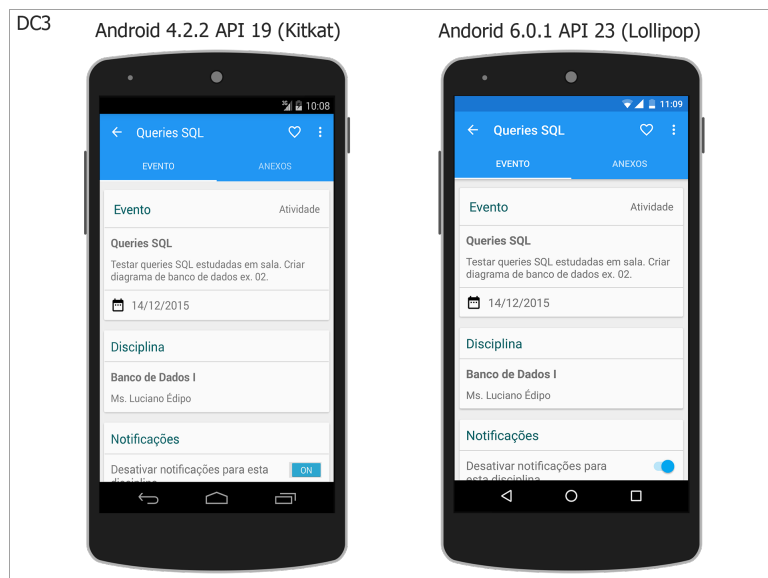 DC3
Android 4.2.2 API 19 (Kitkat)
3G 10:08
Queries SQL
EVENTO ANEXOS
Evento Atividade
Queries SQL
Testar queries SQL estudadas em sala. Criar
diagrama de banco de dados ex. 02.
14/12/2015
Disciplina
Banco de Dados I
Ms. Luciano Édipo
Notificações
Desativar notificações para esta ON
disciplina
Andorid 6.0.1 API 23 (Lollipop)
11:09
Queries SQL
EVENTO ANEXOS
Evento Atividade
Queries SQL
Testar queries SQL estudadas em sala. Criar
diagrama de banco de dados ex. 02.
14/12/2015
Disciplina
Banco de Dados I
Ms. Luciano Édipo
Notificações
Desativar notificações para
esta disciplina